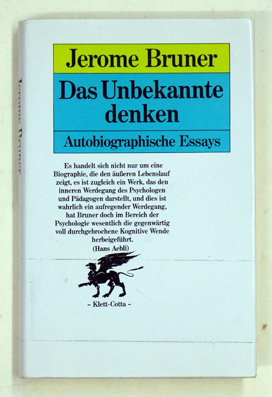 Jerome Bruner
Das Unbekannte
denken
Autobiographische Essays
Es handelt sich nicht nur um eine
Biographie, die den äußeren Lebenslauf
zeigt, es ist zugleich ein Werk, das den
inneren Werdegang des Psychologen
und Pädagogen darstellt, und dies ist
wahrlich ein aufregender Werdegang,
hat Bruner doch im Bereich der
Psychologie wesentlich die gegenwärtig
voll durchgebrochene Kognitive Wende
herbeigeführt.
(Hans Aebli)
– Klett-Cotta –
Jerome Bruner